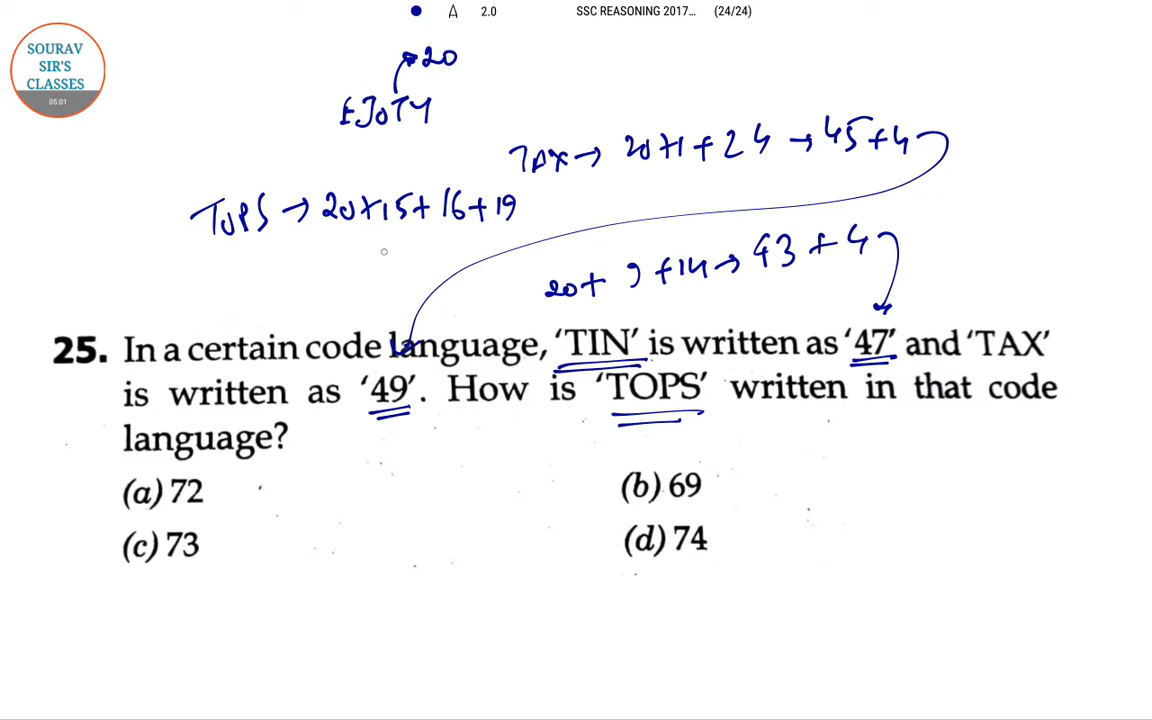 2.0 SSC REASONING 2017... (24/24)
SOURAV
SIR'S
CLASSES
05:01
→ 20
EJOTY
TAX → 20+1+24 → 45+4
TOPS → 20+15+16+19
20+9+14 → 43+4
25. In a certain code language, 'TIN' is written as '47' and 'TAX'
is written as '49'. How is 'TOPS' written in that code
language?
(a) 72
(b) 69
(c) 73
(d) 74